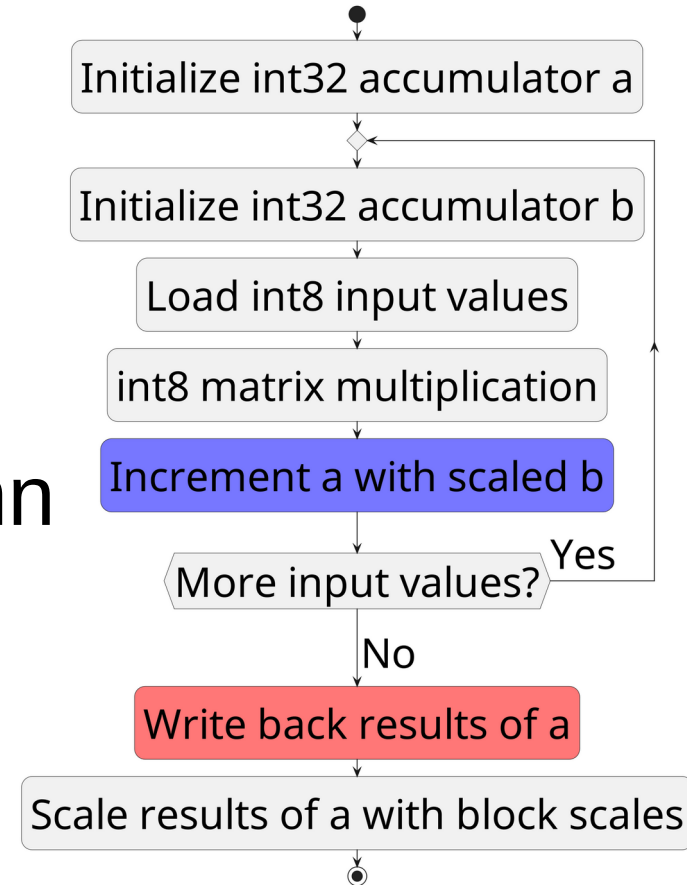 Initialize int32 accumulator a
Initialize int32 accumulator b
Load int8 input values
int8 matrix multiplication
Increment a with scaled b
More input values?
Yes
No
Write back results of a
Scale results of a with block scales